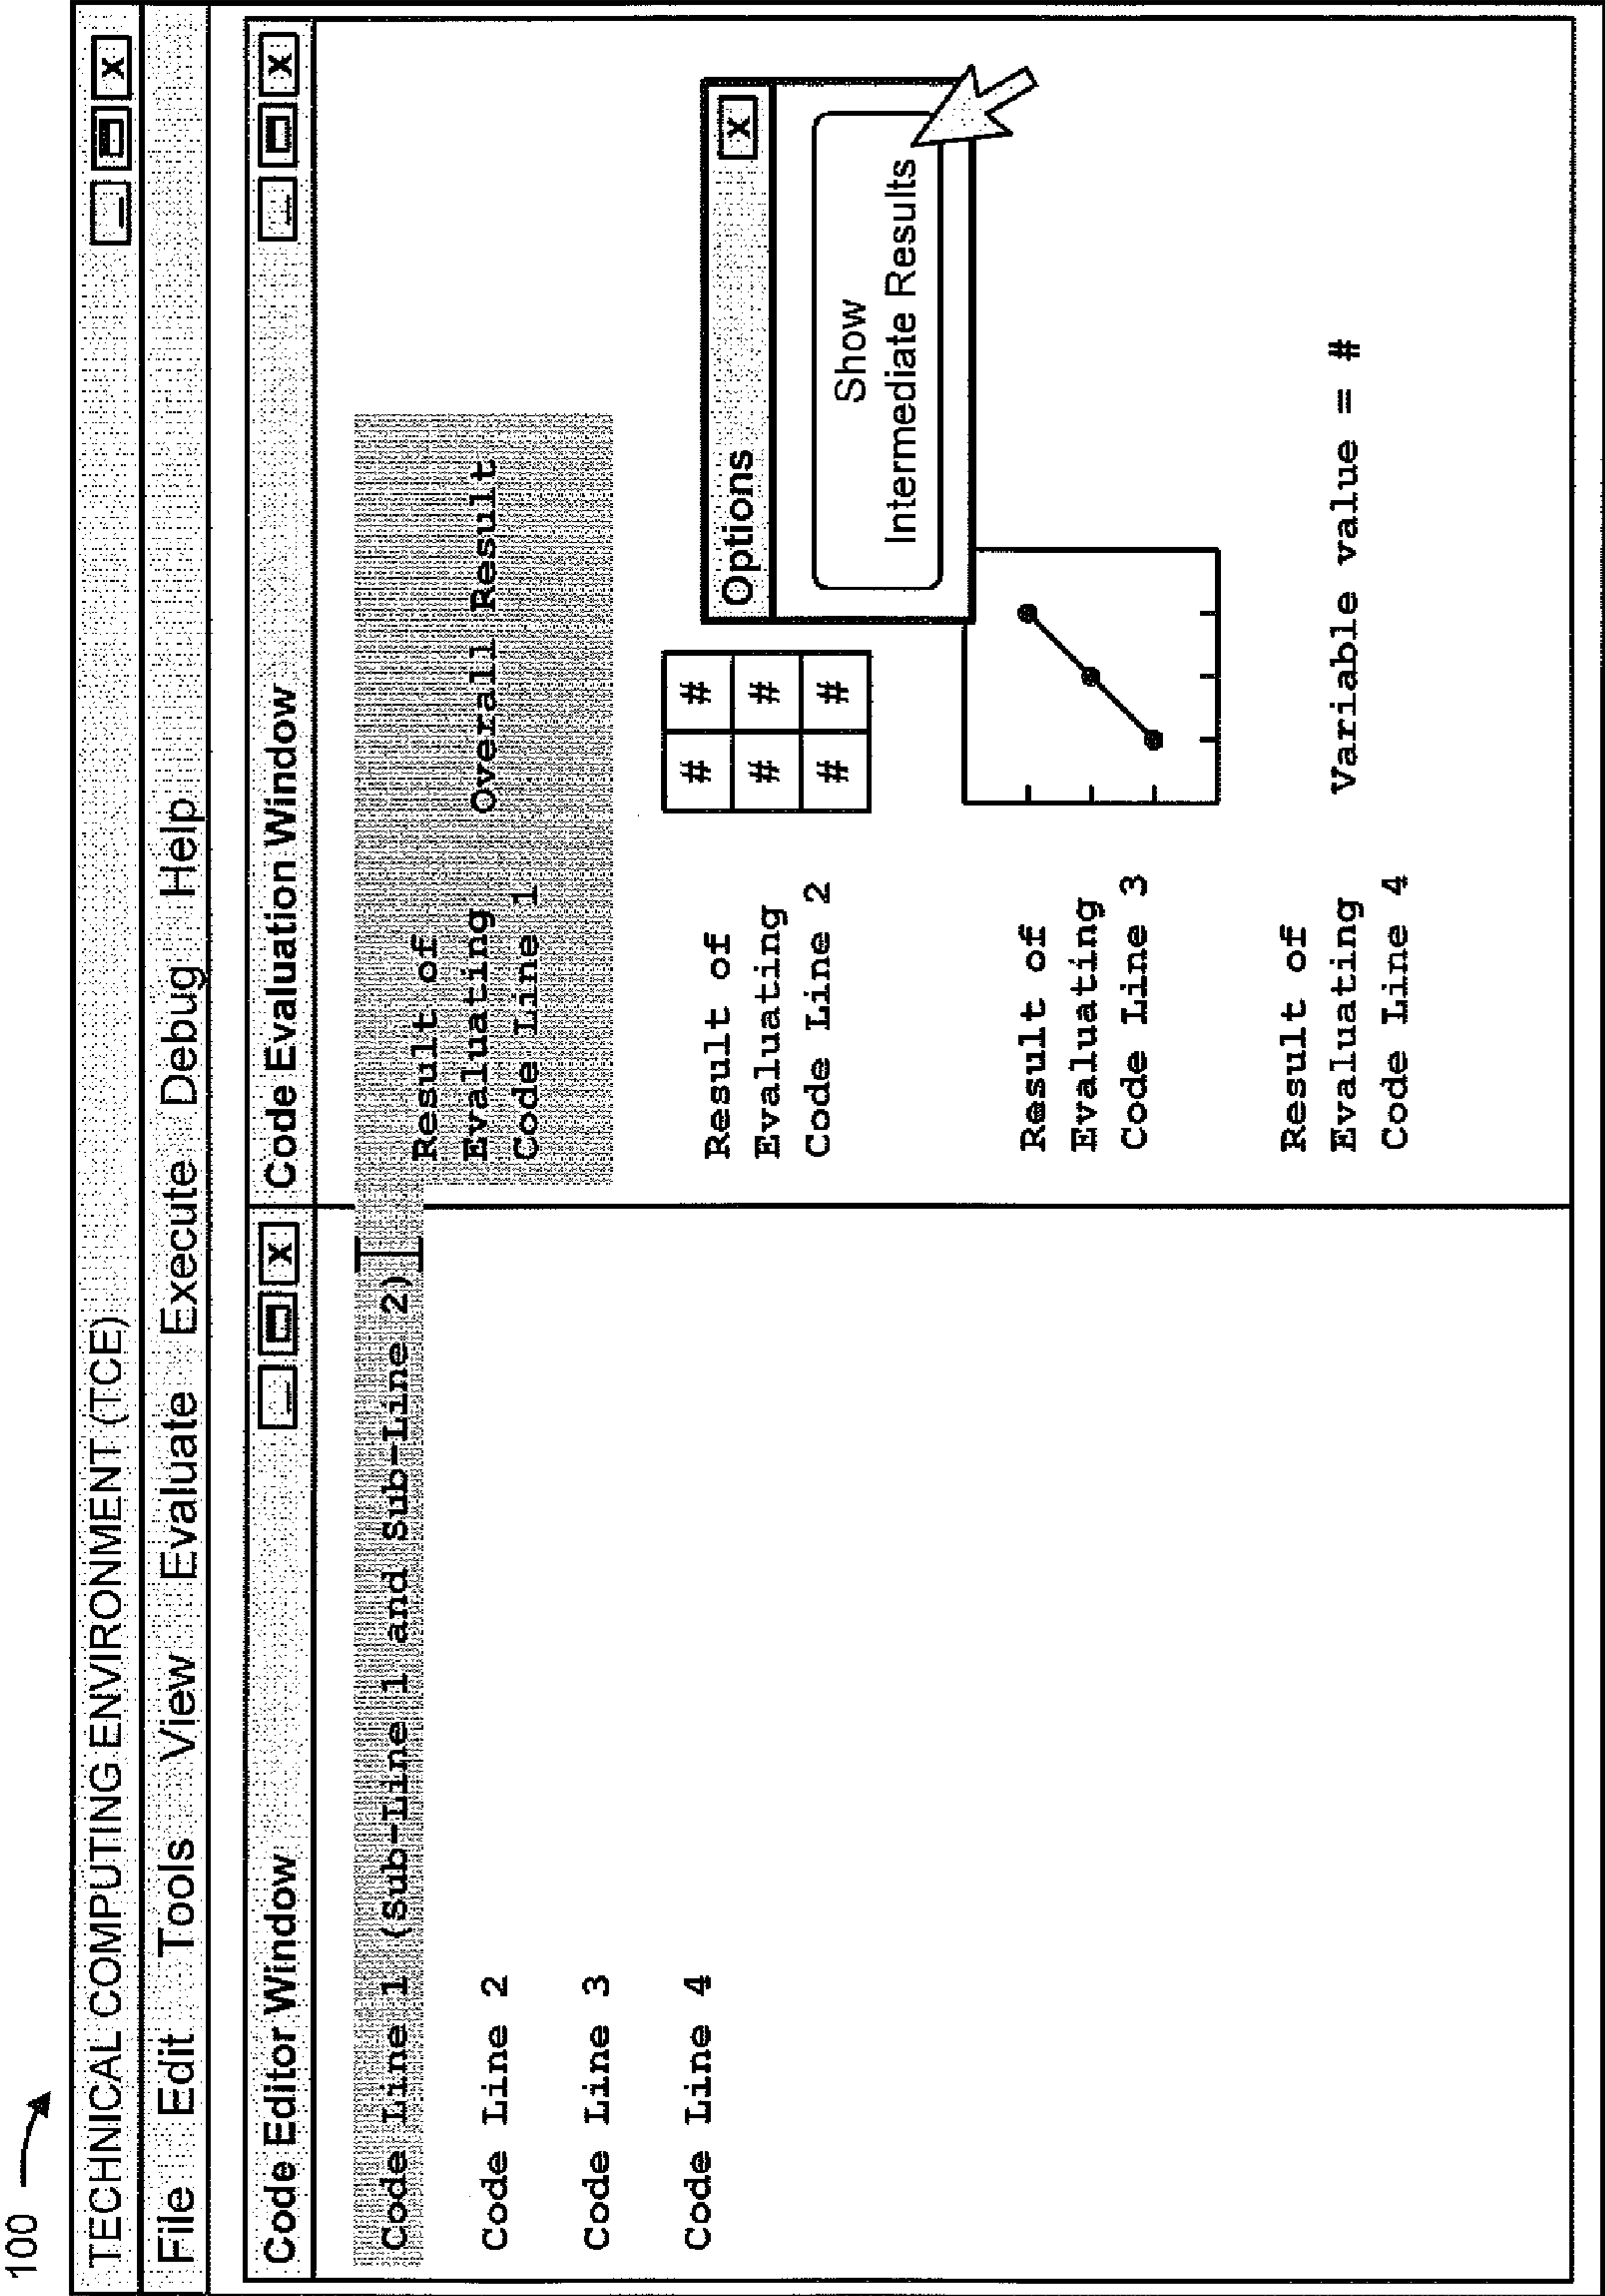 100
TECHNICAL COMPUTING ENVIRONMENT (TCE)
_ X
File Edit Tools View Evaluate Execute Debug Help
Code Editor Window
_ X
Code Line 1 (Sub-Line 1 and Sub-Line 2)
Code Line 2
Code Line 3
Code Line 4
Code Evaluation Window
_ X
Result of
Evaluating
Code Line 1
Overall Result
Result of
Evaluating
Code Line 2
# #
# #
# #
Options
X
Show
Intermediate Results
Result of
Evaluating
Code Line 3
Result of
Evaluating
Code Line 4
Variable value = #